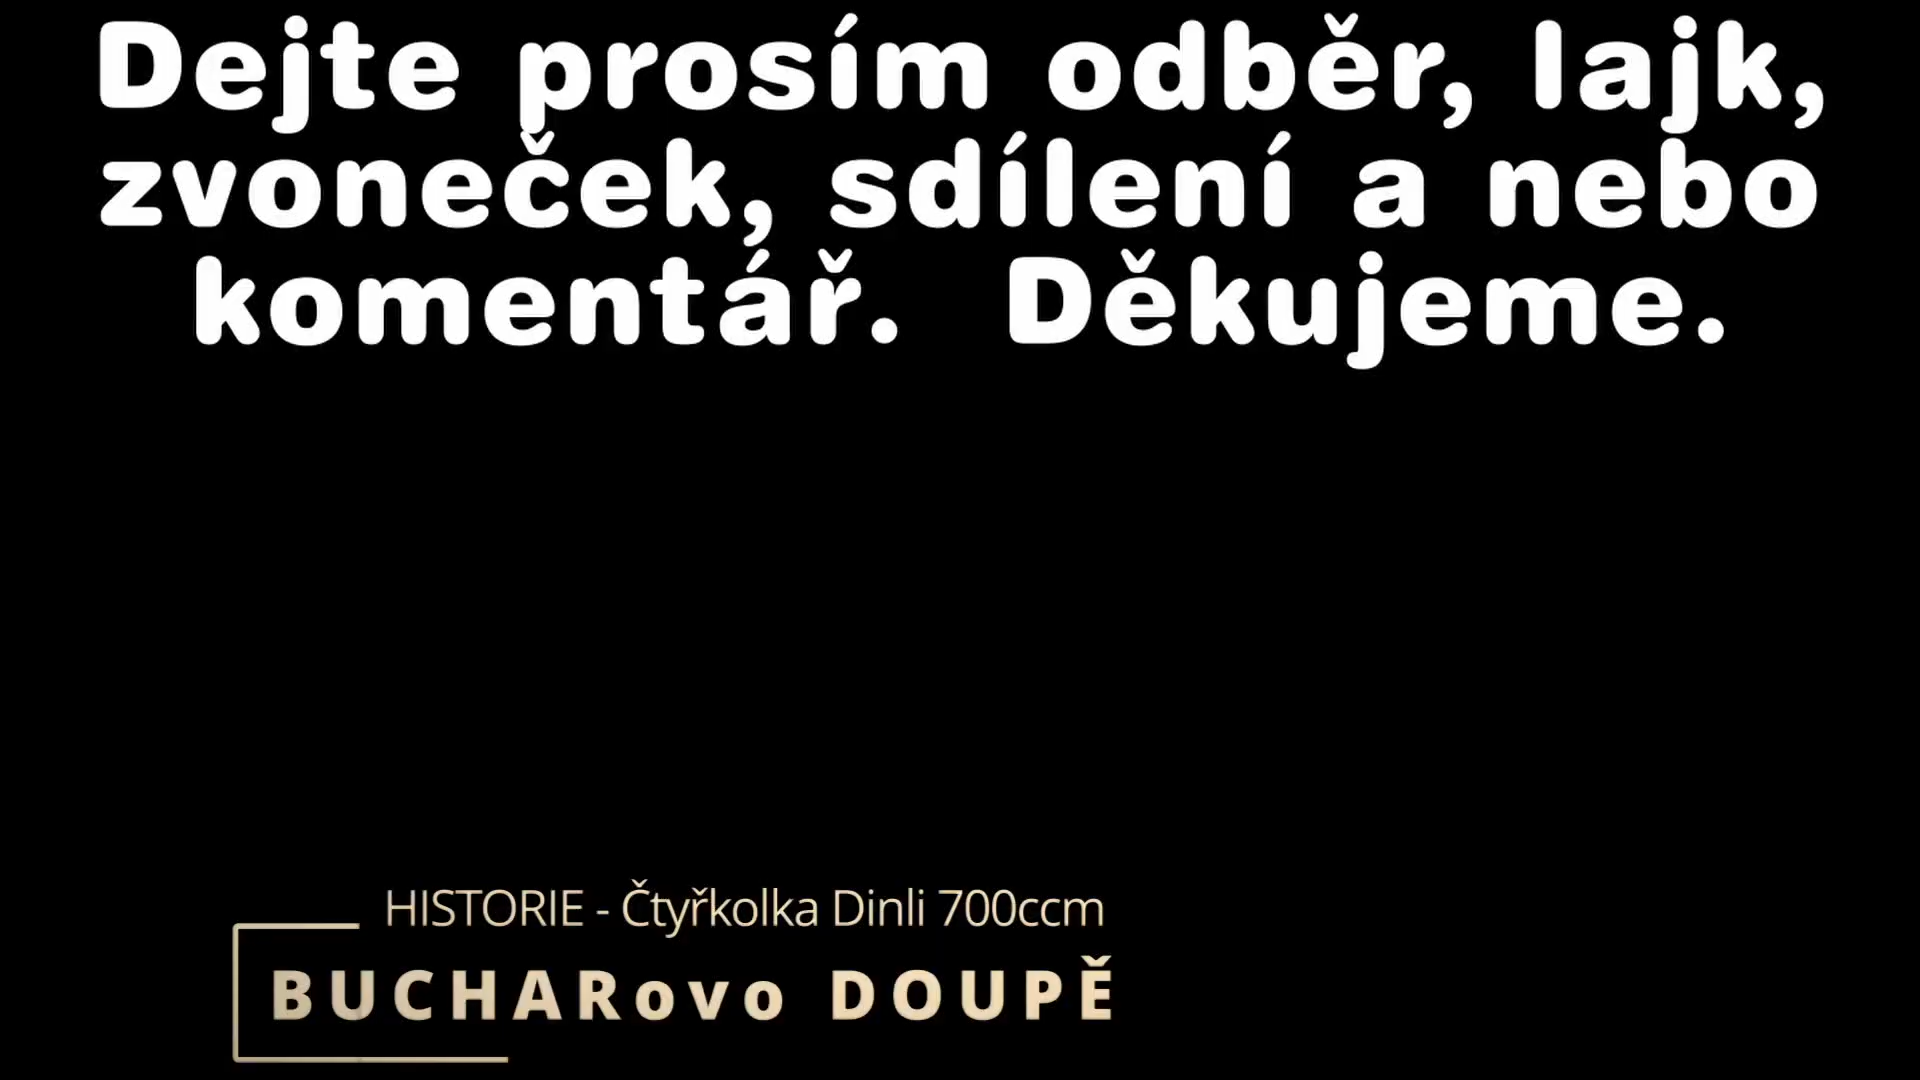 Dejte prosím odběr, lajk,
zvoneček, sdílení a nebo
komentář. Děkujeme.
HISTORIE - Čtyřkolka Dinli 700ccm
BUCHARovo DOUPĚ